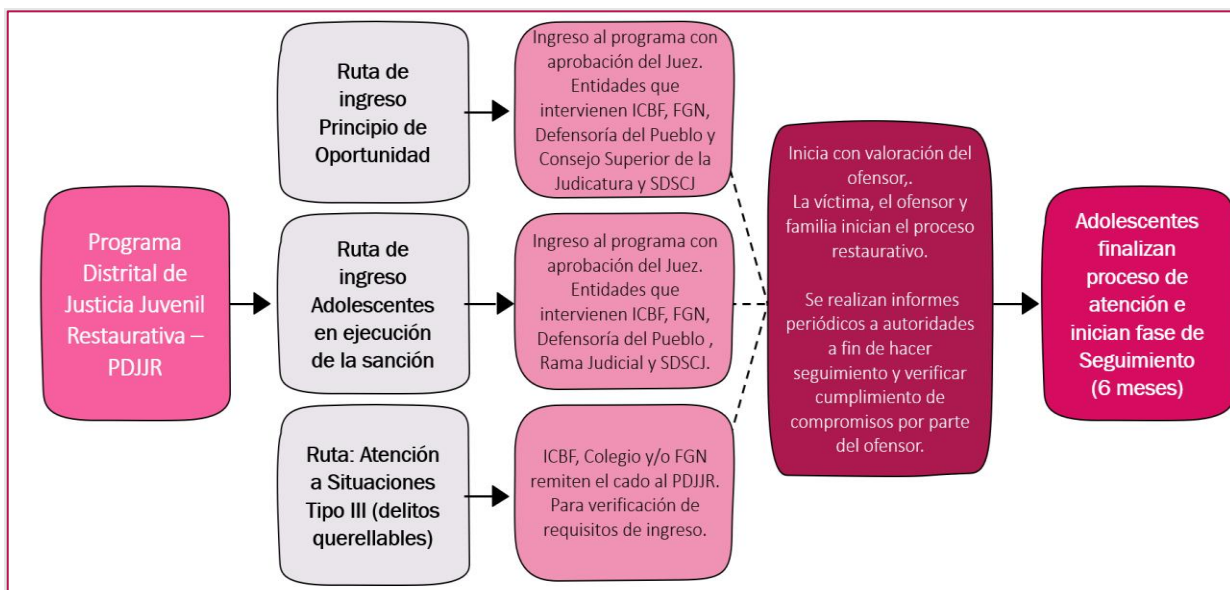 Programa
Distrital de
Justicia Juvenil
Restaurativa –
PDJJR
Ruta de
ingreso
Principio de
Oportunidad
Ingreso al programa con
aprobación del Juez.
Entidades que
intervienen ICBF, FGN,
Defensoría del Pueblo y
Consejo Superior de la
Judicatura y SDSCJ
Ruta de
ingreso
Adolescentes
en ejecución
de la sanción
Ingreso al programa con
aprobación del Juez.
Entidades que
intervienen ICBF, FGN,
Defensoría del Pueblo ,
Rama Judicial y SDSCJ.
Ruta: Atención
a Situaciones
Tipo III (delitos
querellables)
ICBF, Colegio y/o FGN
remiten el cado al PDJJR.
Para verificación de
requisitos de ingreso.
Inicia con valoración del
ofensor,.
La víctima, el ofensor y
familia inician el proceso
restaurativo.
Se realizan informes
periódicos a autoridades
a fin de hacer
seguimiento y verificar
cumplimiento de
compromisos por parte
del ofensor.
Adolescentes
finalizan
proceso de
atención e
inician fase de
Seguimiento
(6 meses)